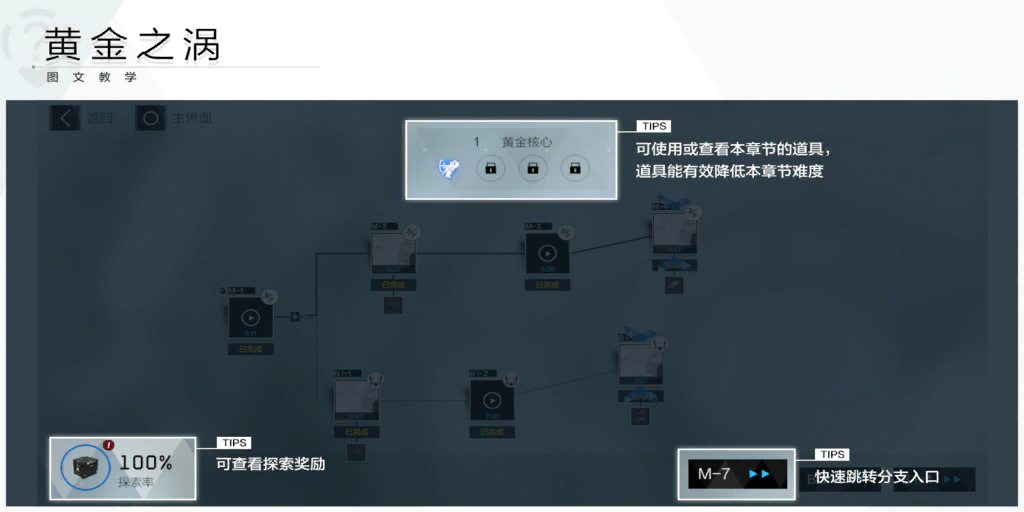 黄金之涡
图文教学
返回
主界面
1 黄金核心
TIPS
可使用或查看本章节的道具，
道具能有效降低本章节难度
M-2
M-3
M-1
已完成
已完成
已完成
B1-1
B1-2
已完成
已完成
100%
探索率
TIPS
可查看探索奖励
M-7
TIPS
快速跳转分支入口